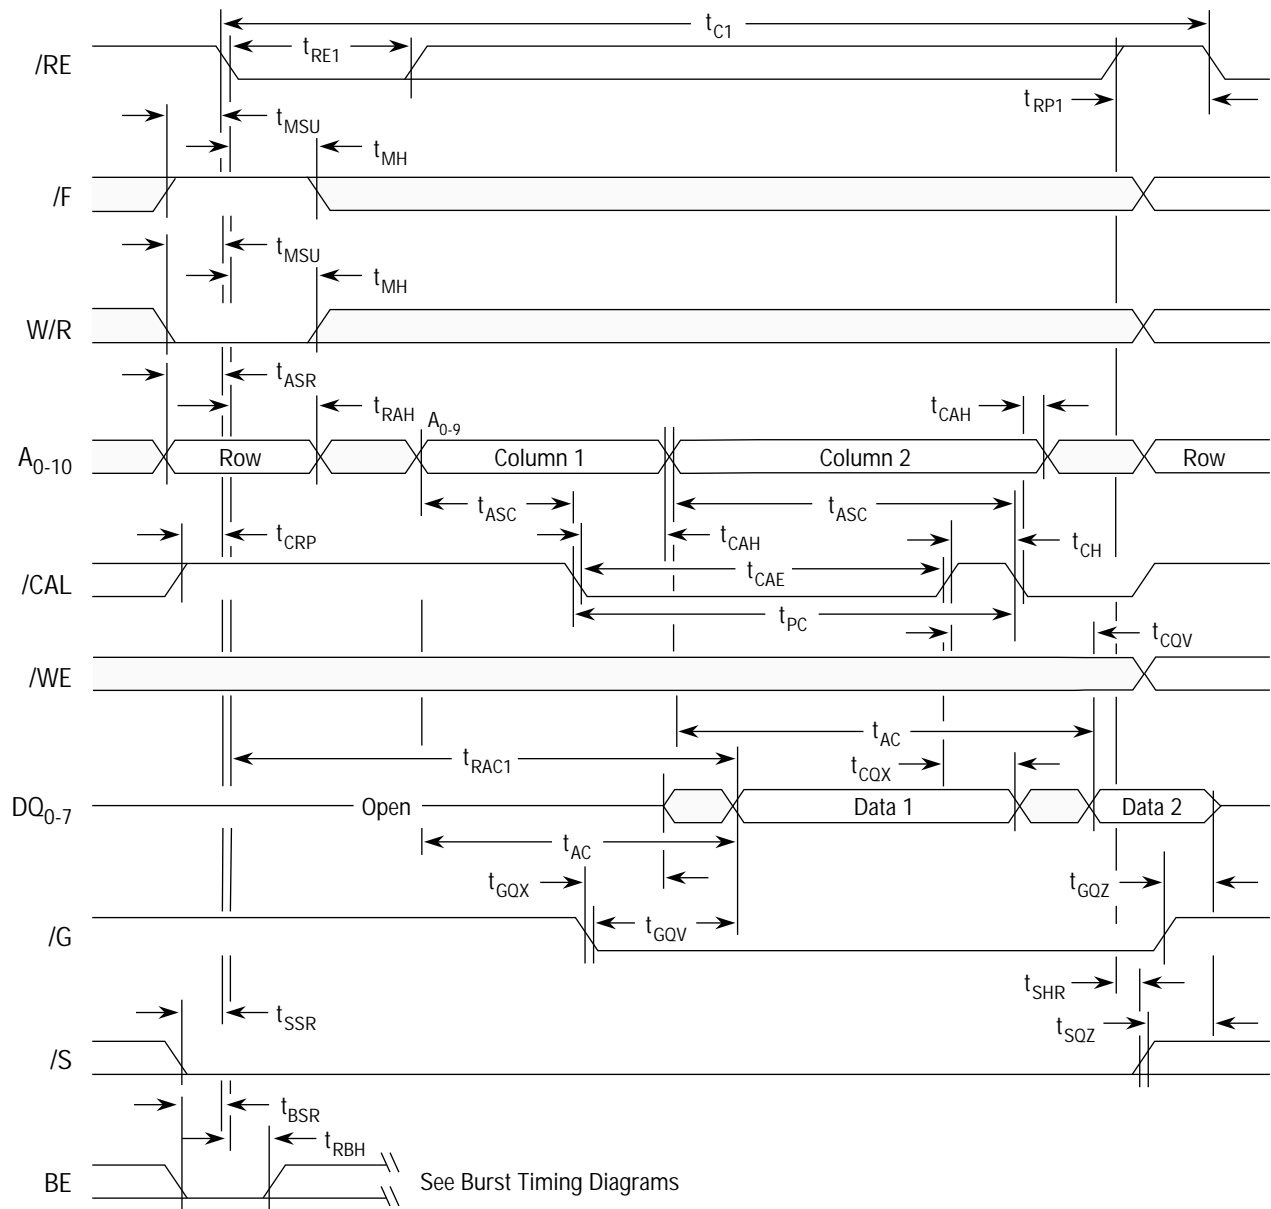 tC1
tRE1
/RE
tRP1
tMSU
tMH
/F
tMSU
tMH
W/R
tASR
tRAH
A0-9
tCAH
A0-10
Row
Column 1
Column 2
Row
tASC
tASC
tCRP
tCAH
tCH
/CAL
tCAE
tPC
tCQV
/WE
tAC
tRAC1
tCQX
DQ0-7
Open
Data 1
Data 2
tAC
tGQX
tGQZ
/G
tGQV
tSHR
tSSR
tSQZ
/S
tBSR
tRBH
BE
See Burst Timing Diagrams